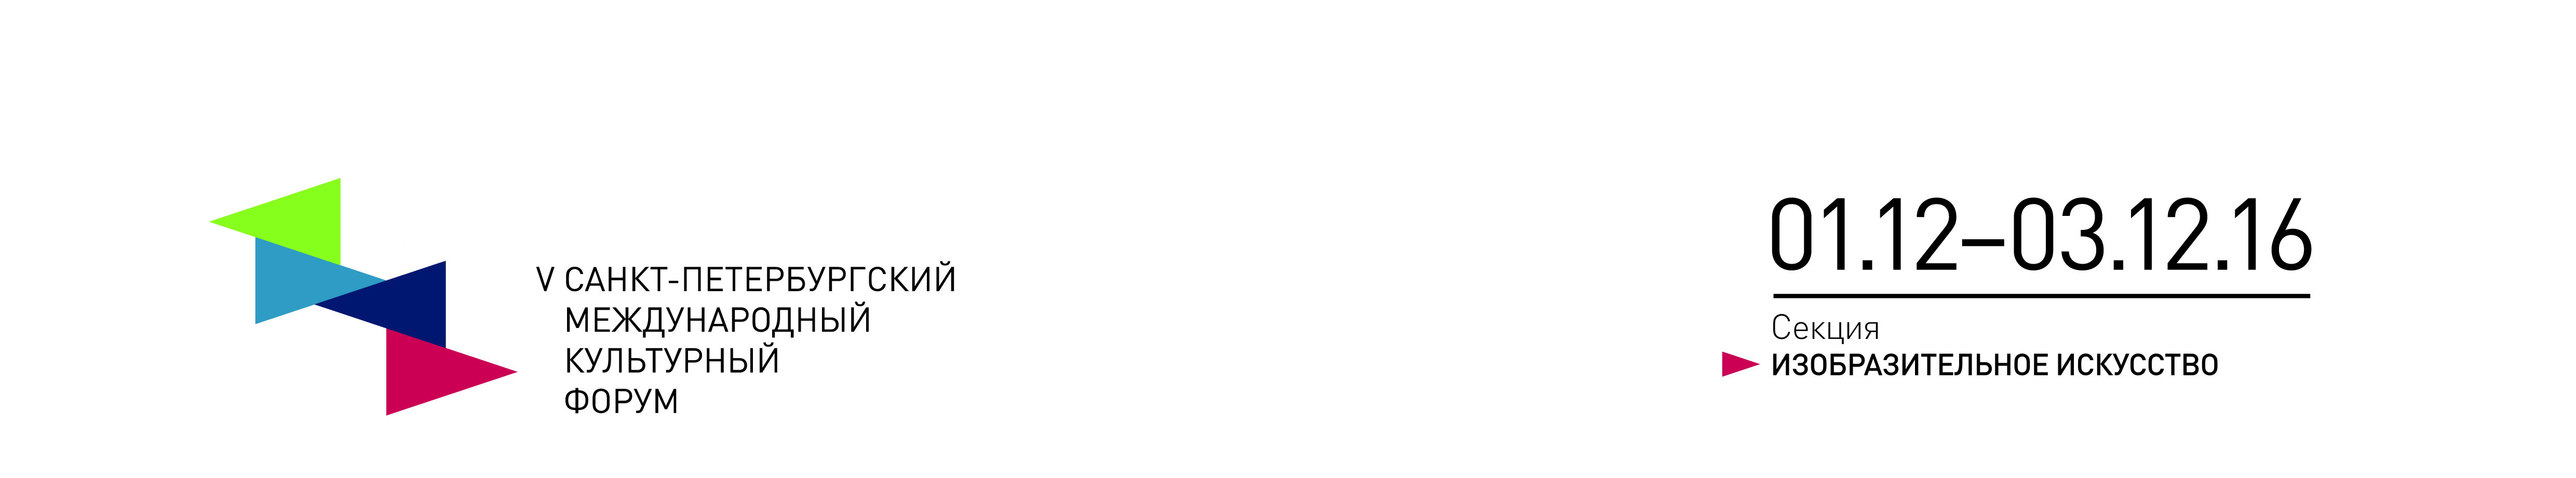 V САНКТ-ПЕТЕРБУРГСКИЙ
МЕЖДУНАРОДНЫЙ
КУЛЬТУРНЫЙ
ФОРУМ
01.12–03.12.16
Секция
ИЗОБРАЗИТЕЛЬНОЕ ИСКУССТВО